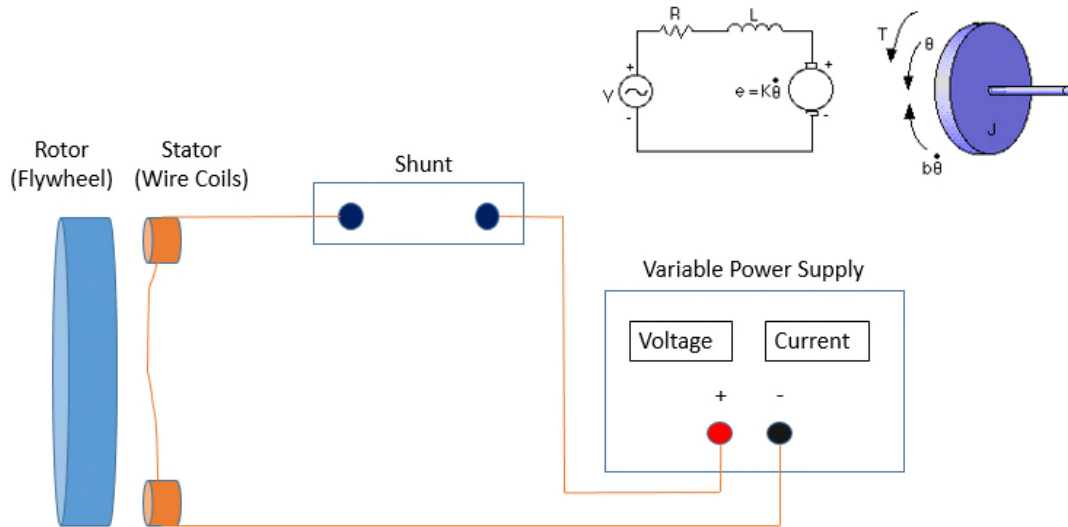 R
L
+
V
-
e = Kθ̇
+
-
T
θ
J
bθ̇
Rotor
(Flywheel)
Stator
(Wire Coils)
Shunt
Variable Power Supply
Voltage
Current
+
-